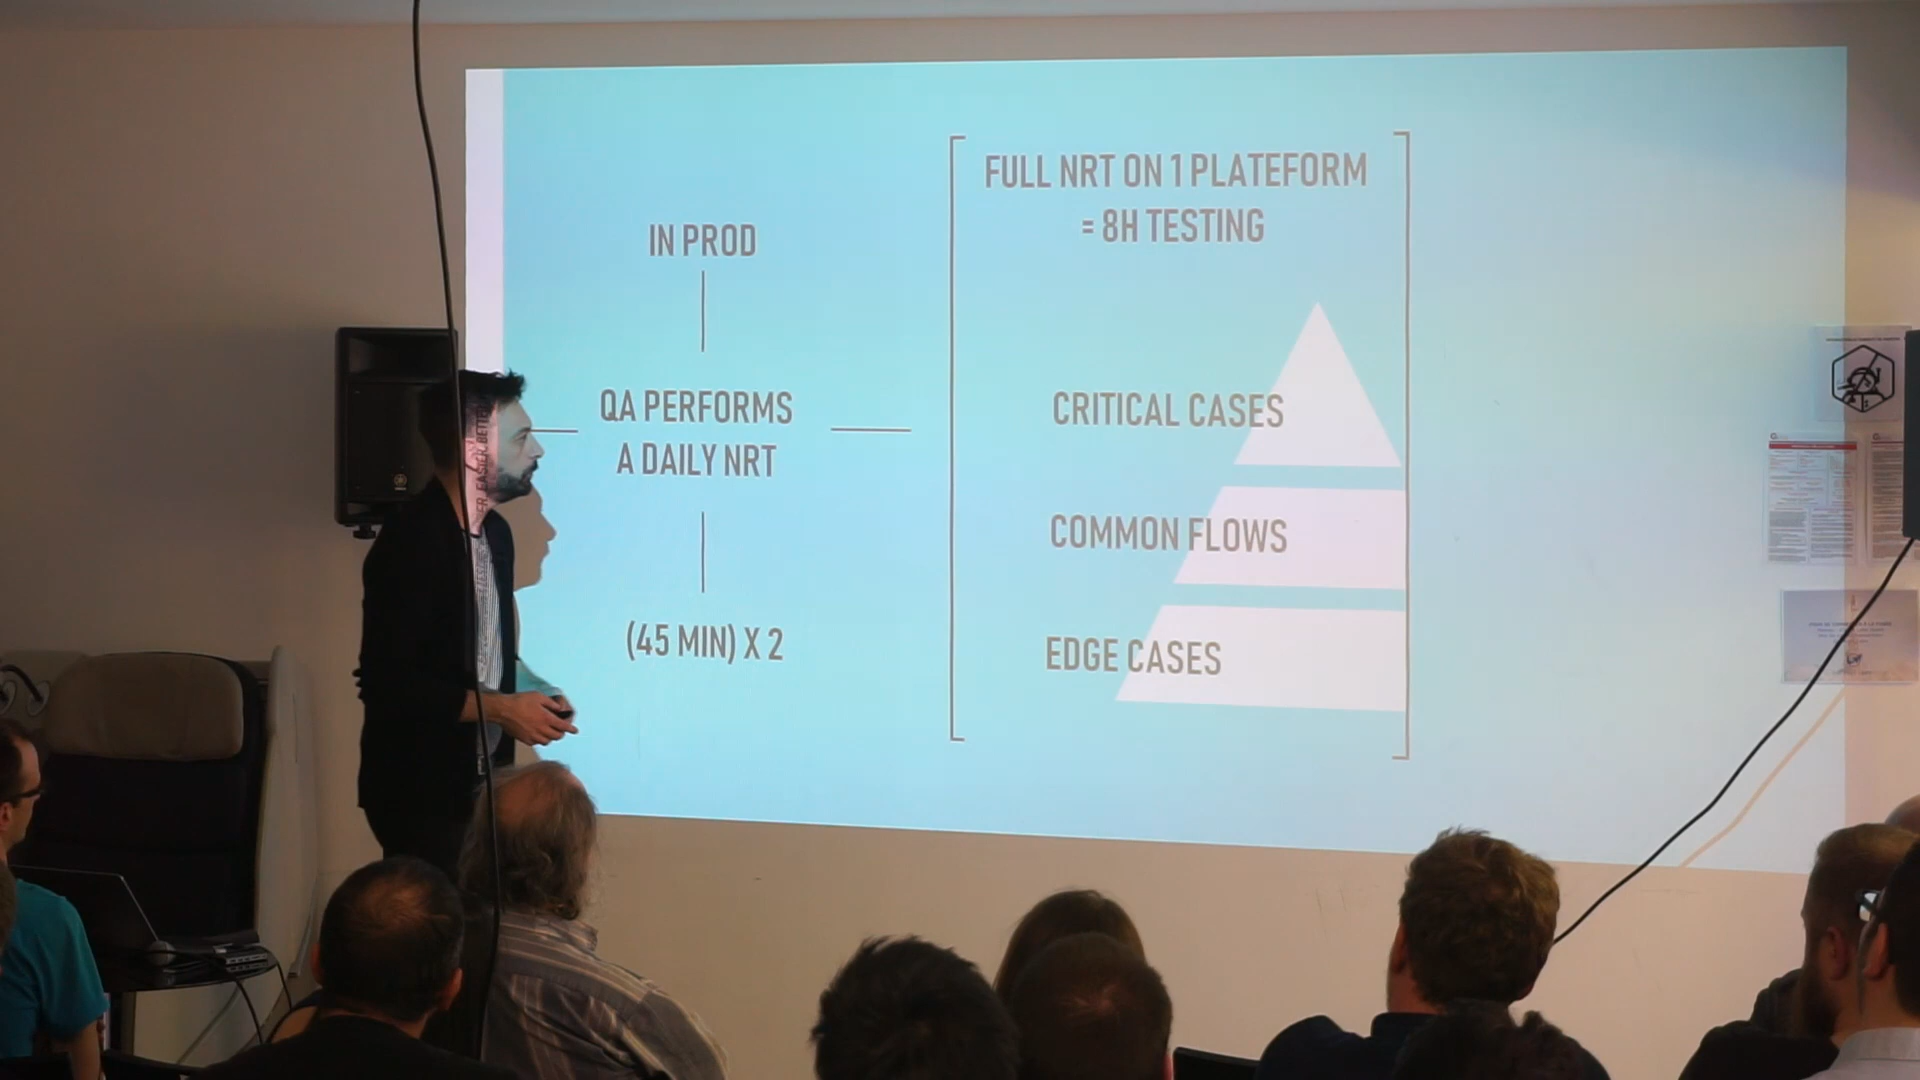 IN PROD
QA PERFORMS
A DAILY NRT
(45 MIN) X 2
FULL NRT ON 1 PLATEFORM
= 8H TESTING
CRITICAL CASES
COMMON FLOWS
EDGE CASES